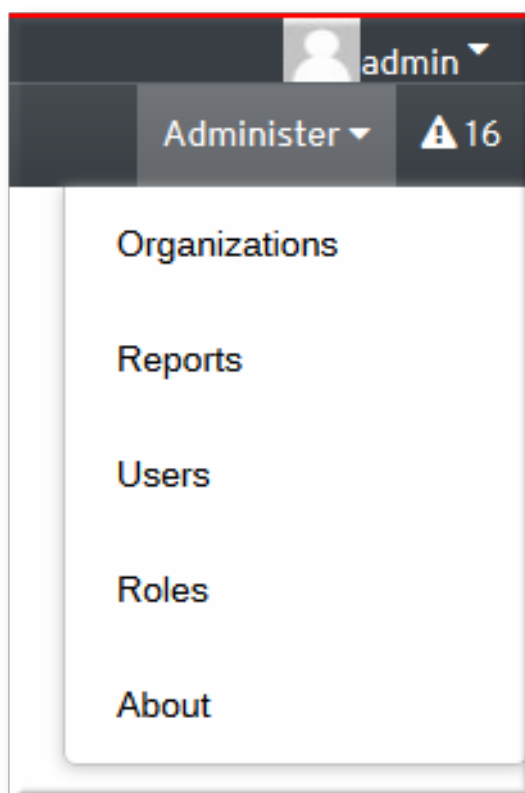 admin
Administer 16
Organizations
Reports
Users
Roles
About